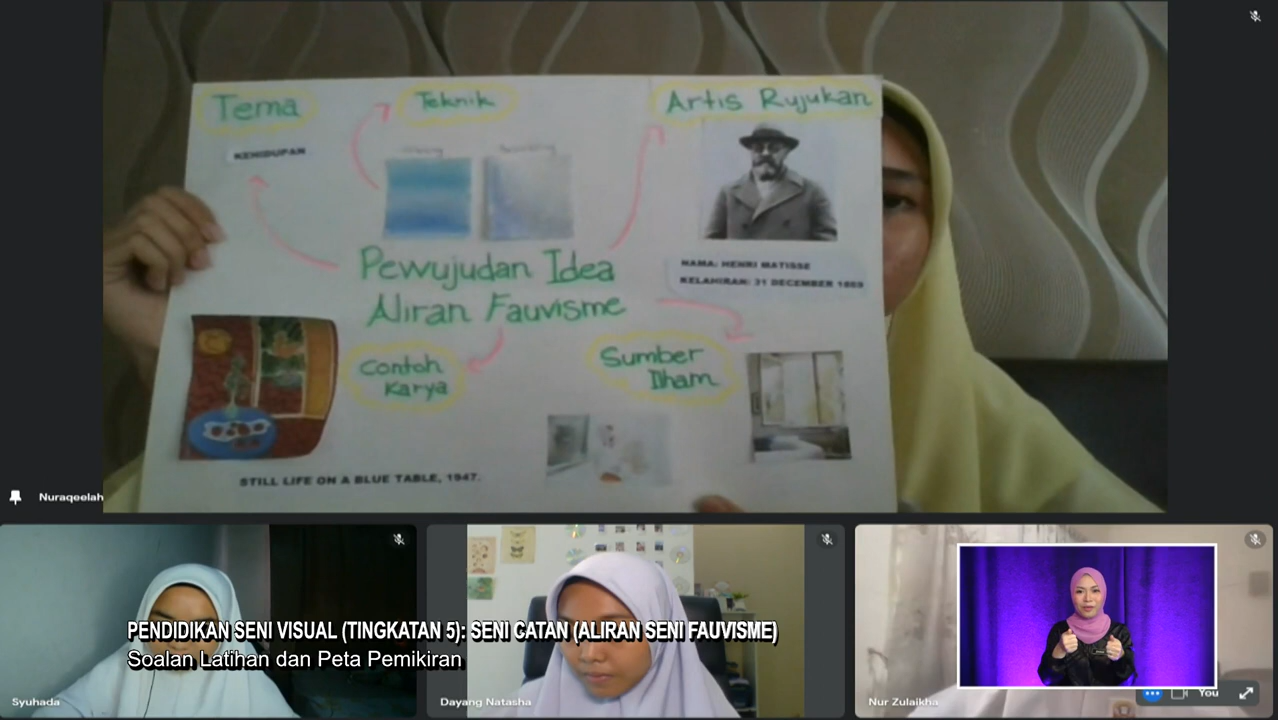 Tema
Teknik
Artis Rujukan
KEHIDUPAN
Pewujudan Idea
Aliran Fauvisme
NAMA: HENRI MATISSE
KELAHIRAN: 31 DECEMBER 1869
Contoh
Karya
Sumber
Ilham
STILL LIFE ON A BLUE TABLE, 1947.
Nuraqeelah
PENDIDIKAN SENI VISUAL (TINGKATAN 5): SENI CATAN (ALIRAN SENI FAUVISME)
Soalan Latihan dan Peta Pemikiran
Syuhada
Dayang Natasha
Nur Zulaikha
You